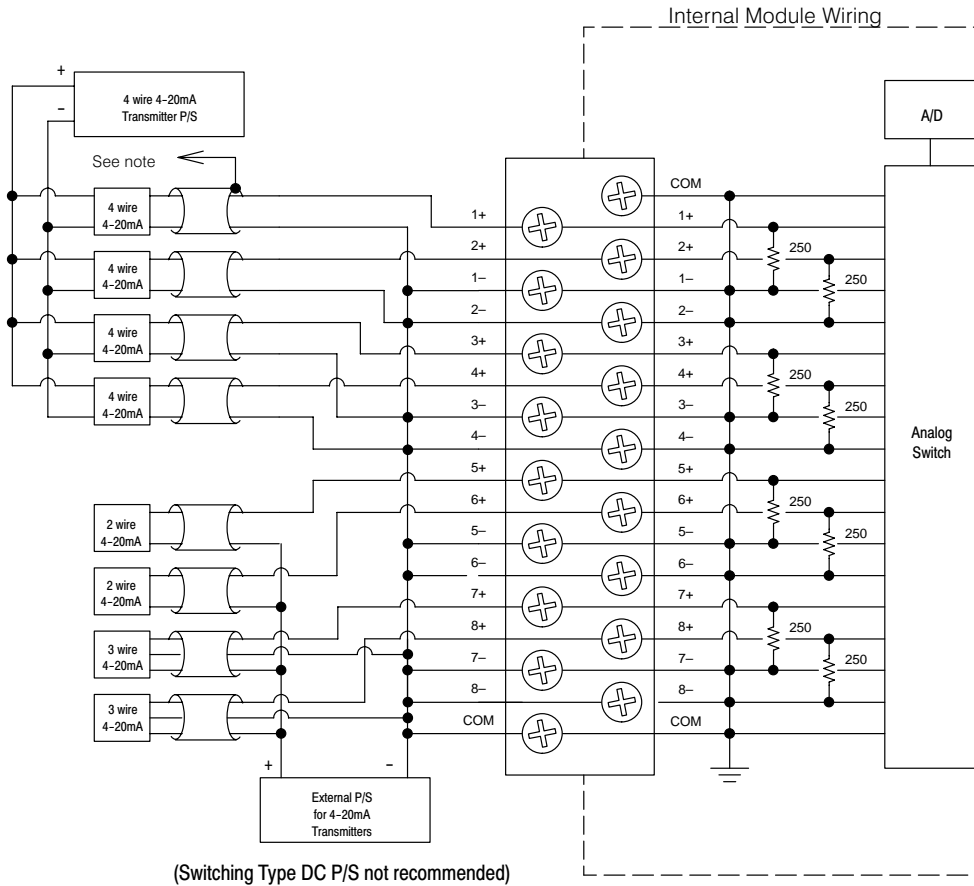 Internal Module Wiring
+
4 wire 4-20mA
Transmitter P/S
–
See note
A/D
4 wire
4-20mA
4 wire
4-20mA
4 wire
4-20mA
4 wire
4-20mA
2 wire
4-20mA
2 wire
4-20mA
3 wire
4-20mA
3 wire
4-20mA
1+
2+
1–
2–
3+
4+
3–
4–
5+
6+
5–
6–
7+
8+
7–
8–
COM
COM
1+
2+
1–
2–
3+
4+
3–
4–
5+
6+
5–
6–
7+
8+
7–
8–
COM
250
250
250
250
250
250
250
250
Analog
Switch
+
–
External P/S
for 4-20mA
Transmitters
(Switching Type DC P/S not recommended)